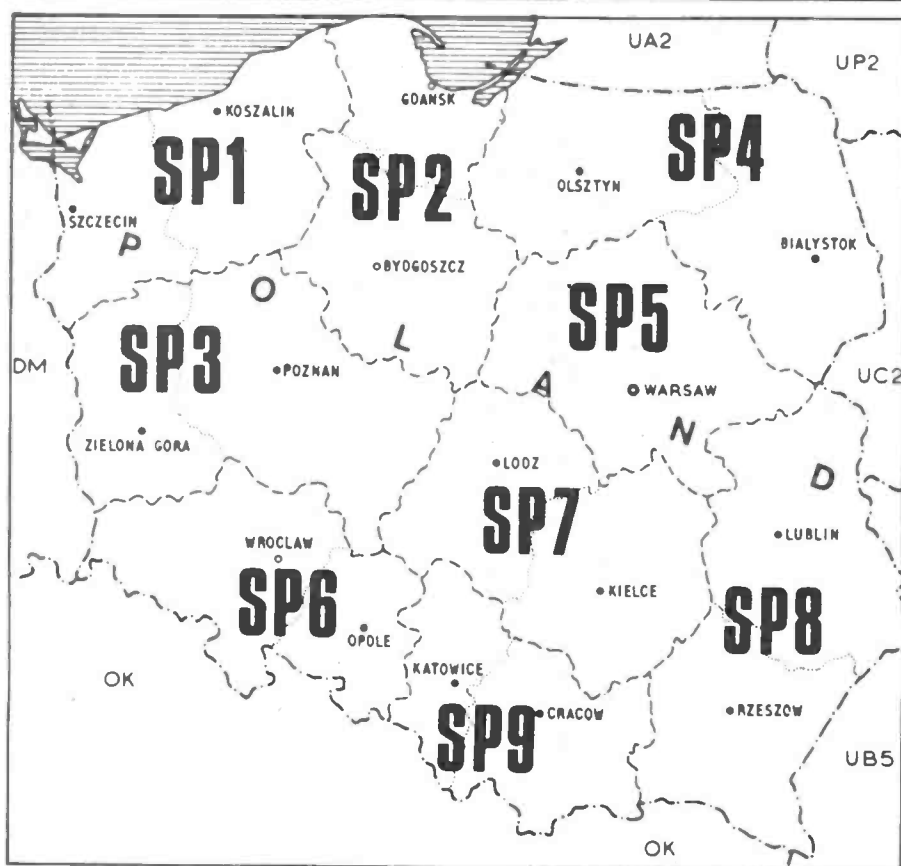 UA2
UP2
GDAŃSK
KOSZALIN
SP1
SP2
SP4
OLSZTYN
SZCZECIN
P
BIALYSTOK
BYDGOSZCZ
O
SP5
L
SP3
DM
POZNAN
A
WARSAW
UC2
N
ZIELONA GORA
LODZ
D
SP7
WROCLAW
LUBLIN
SP6
KIELCE
SP8
OPOLE
OK
KATOWICE
CRACOW
RZESZOW
SP9
UB5
OK